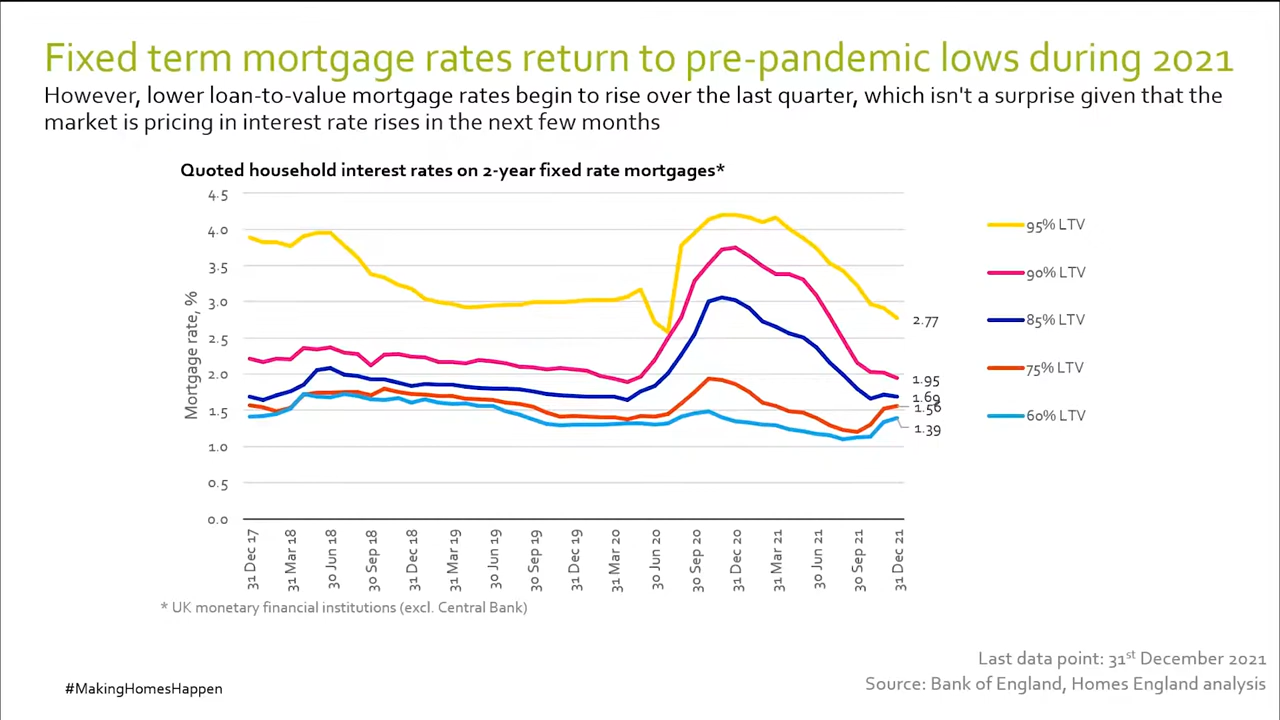 Fixed term mortgage rates return to pre-pandemic lows during 2021
However, lower loan-to-value mortgage rates begin to rise over the last quarter, which isn't a surprise given that the
market is pricing in interest rate rises in the next few months
Quoted household interest rates on 2-year fixed rate mortgages*
Mortgage rate, %
4.5
4.0
3.5
3.0
2.5
2.0
1.5
1.0
0.5
0.0
2.77
1.95
1.69
1.56
1.39
95% LTV
90% LTV
85% LTV
75% LTV
60% LTV
31 Dec 17
31 Mar 18
30 Jun 18
30 Sep 18
31 Dec 18
31 Mar 19
30 Jun 19
30 Sep 19
31 Dec 19
31 Mar 20
30 Jun 20
30 Sep 20
31 Dec 20
31 Mar 21
30 Jun 21
30 Sep 21
31 Dec 21
* UK monetary financial institutions (excl. Central Bank)
Last data point: 31st December 2021
Source: Bank of England, Homes England analysis
#MakingHomesHappen